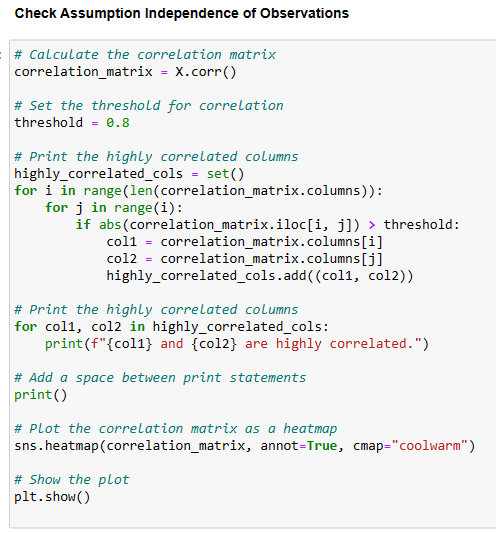 Check Assumption Independence of Observations
# Calculate the correlation matrix
correlation_matrix = X.corr()
# Set the threshold for correlation
threshold = 0.8
# Print the highly correlated columns
highly_correlated_cols = set()
for i in range(len(correlation_matrix.columns)):
    for j in range(i):
        if abs(correlation_matrix.iloc[i, j]) > threshold:
            col1 = correlation_matrix.columns[i]
            col2 = correlation_matrix.columns[j]
            highly_correlated_cols.add((col1, col2))
# Print the highly correlated columns
for col1, col2 in highly_correlated_cols:
    print(f"{col1} and {col2} are highly correlated.")
# Add a space between print statements
print()
# Plot the correlation matrix as a heatmap
sns.heatmap(correlation_matrix, annot=True, cmap="coolwarm")
# Show the plot
plt.show()